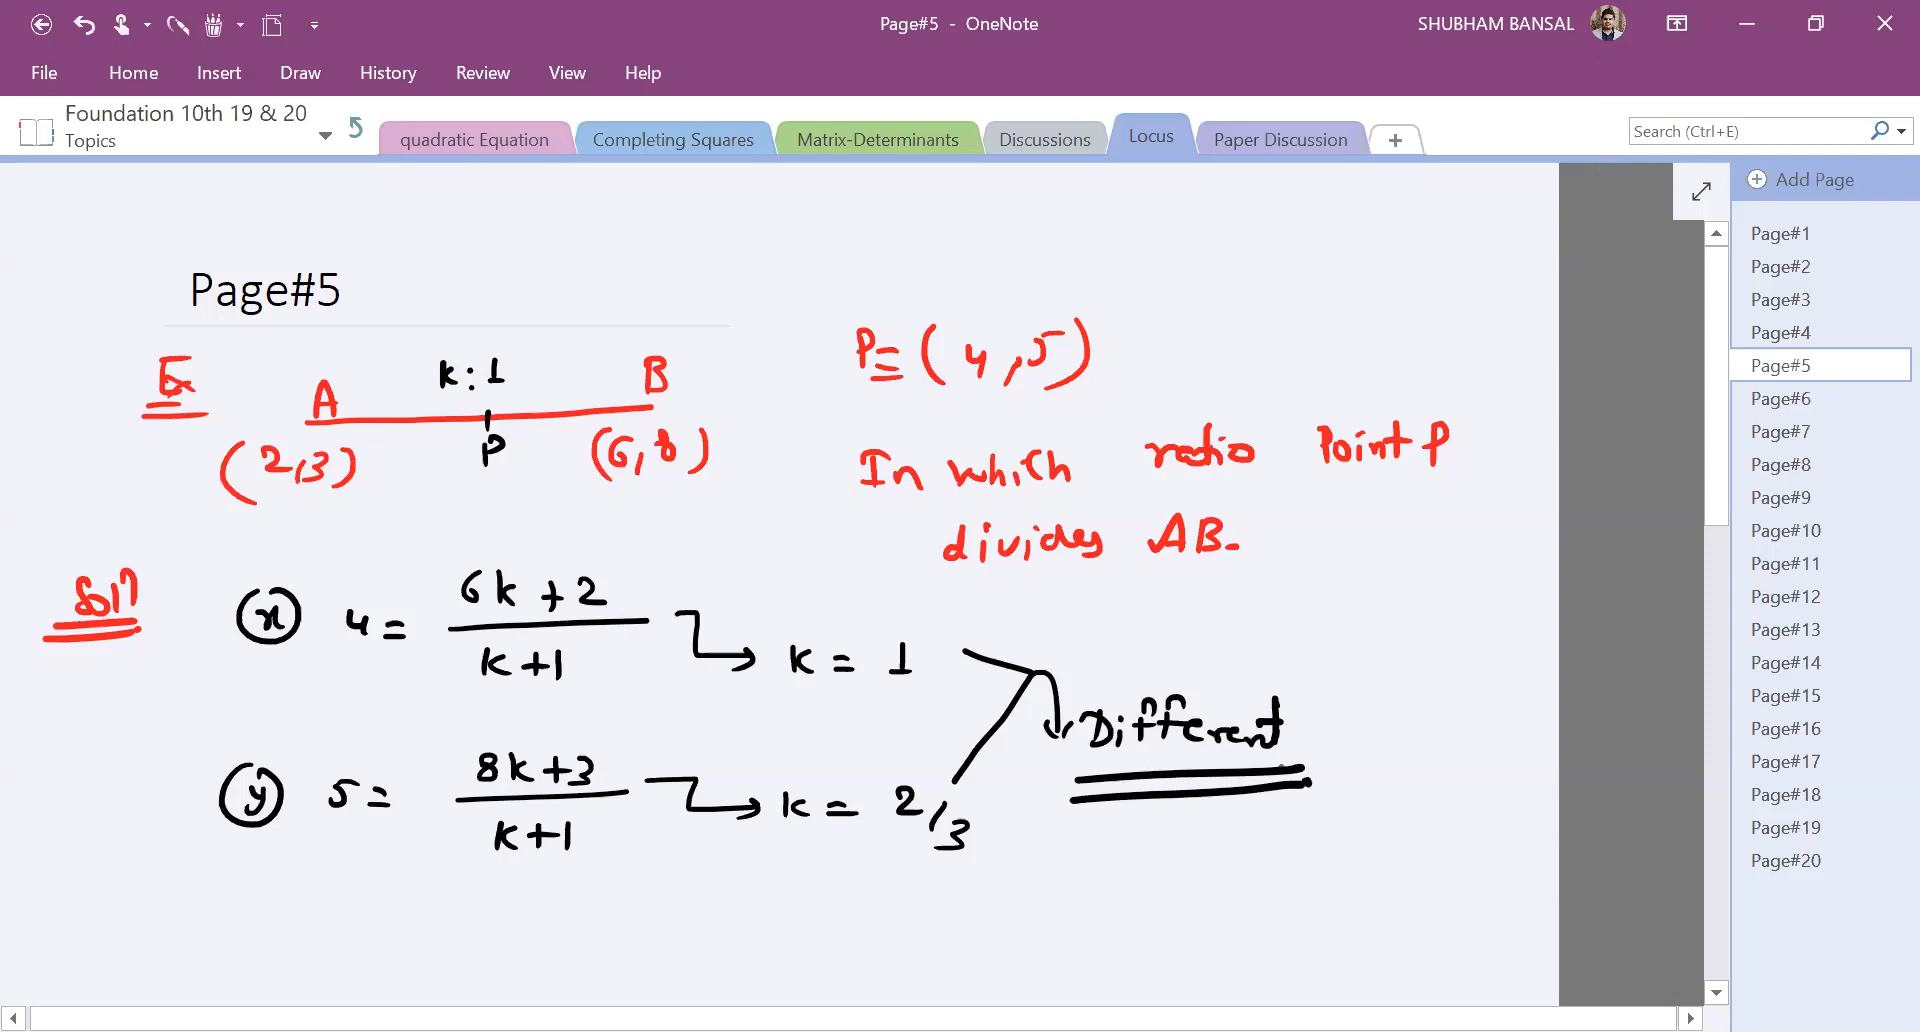 Page#5 - OneNote
SHUBHAM BANSAL
File Home Insert Draw History Review View Help
Foundation 10th 19 & 20
Topics
quadratic Equation
Completing Squares
Matrix-Determinants
Discussions
Locus
Paper Discussion
+
Search (Ctrl+E)
Add Page
Page#1
Page#2
Page#3
Page#4
Page#5
Page#6
Page#7
Page#8
Page#9
Page#10
Page#11
Page#12
Page#13
Page#14
Page#15
Page#16
Page#17
Page#18
Page#19
Page#20
Page#5
Ex
A k:1 B
(2,3) P (6,8)
P≡(4,5)
In which ratio Point P
divides AB.
Solⁿ
x 4 = 6k+2 / k+1 → k = 1
y 5 = 8k+3 / k+1 → k = 2/3
Different